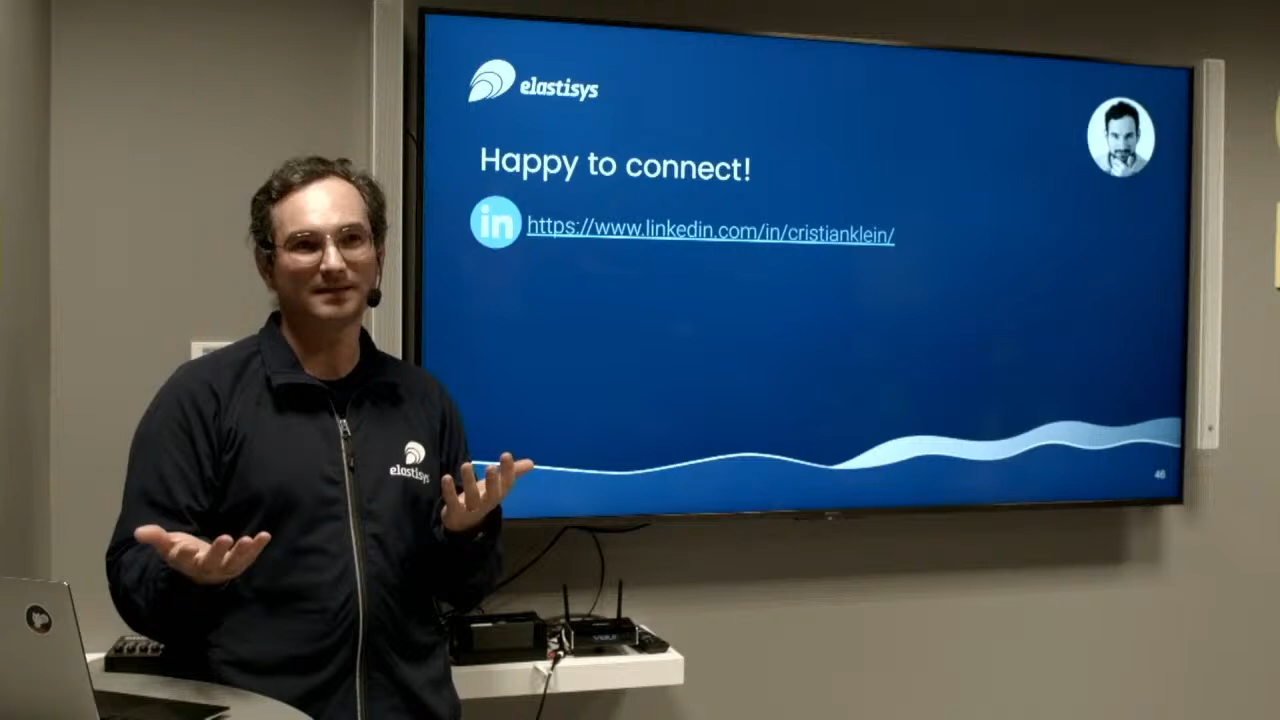 elastisys
Happy to connect!
in https://www.linkedin.com/in/cristianklein/
elastisys
46